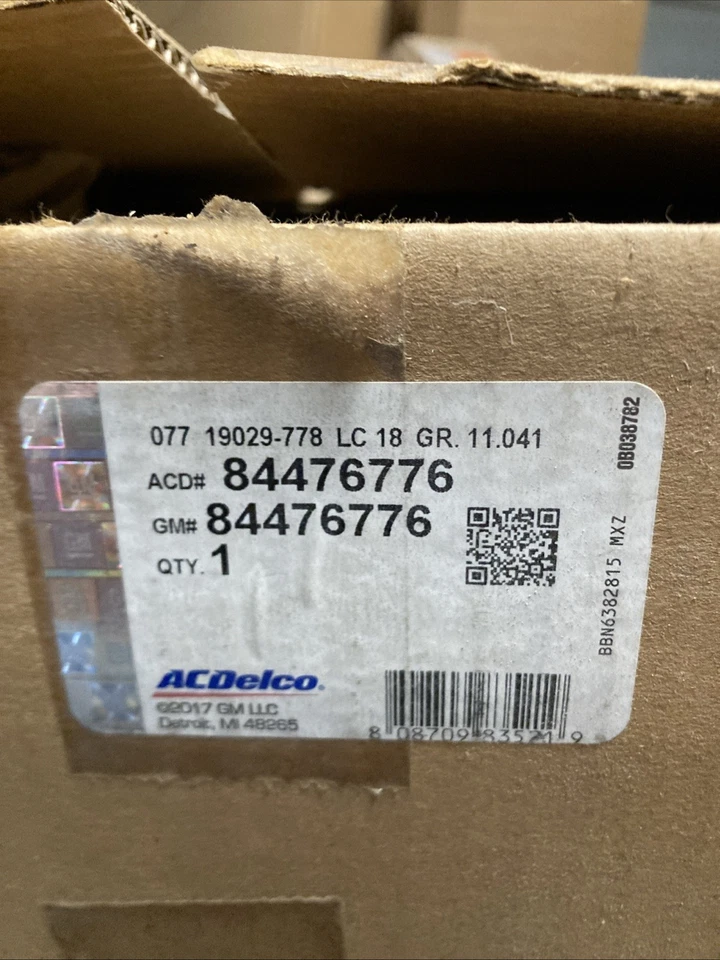 077 19029-778 LC 18 GR. 11.041
ACD# 84476776
GM# 84476776
QTY. 1
ACDelco®
©2017 GM LLC
Detroit, MI 48265
8 08709 83521 9
0B038782
BBN6382815 MXZ